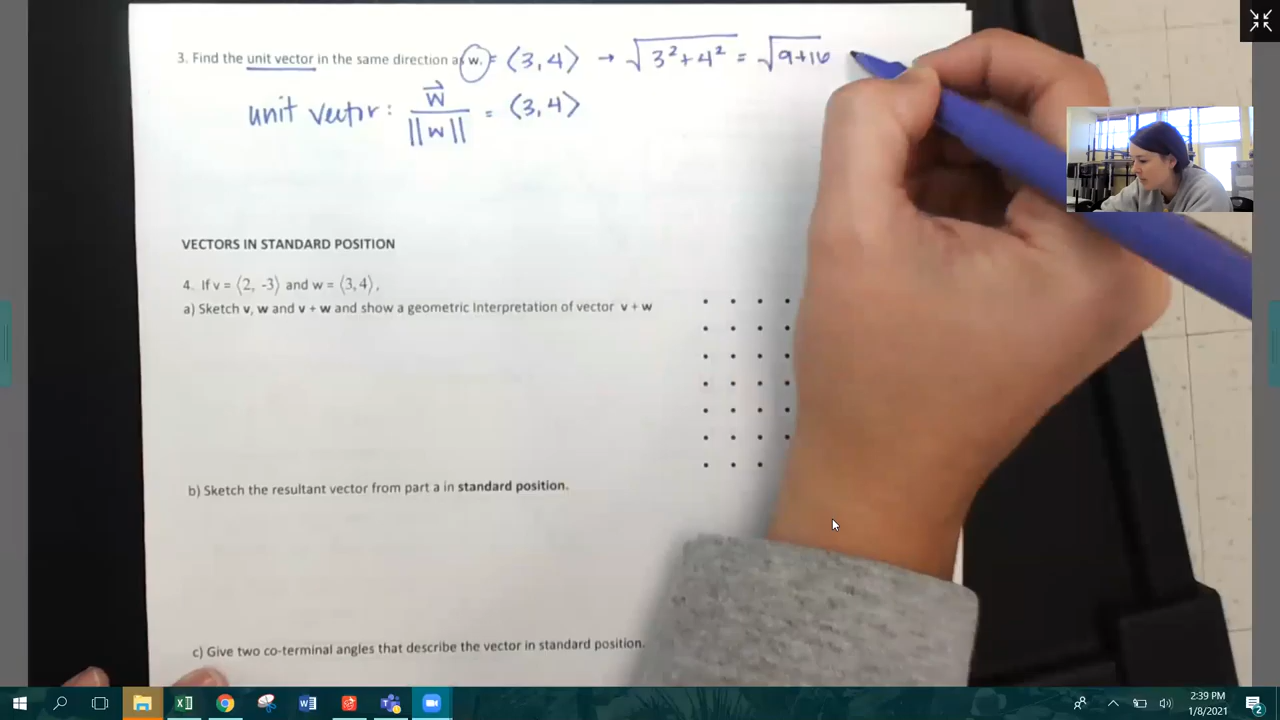 3. Find the unit vector in the same direction as w. = ⟨3,4⟩ → √3²+4² = √9+16
unit vector: w⃗ / ||w|| = ⟨3,4⟩
VECTORS IN STANDARD POSITION
4. If v = ⟨2, -3⟩ and w = ⟨3,4⟩,
a) Sketch v, w and v + w and show a geometric interpretation of vector v + w
b) Sketch the resultant vector from part a in standard position.
c) Give two co-terminal angles that describe the vector in standard position.
2:39 PM
1/8/2021
2